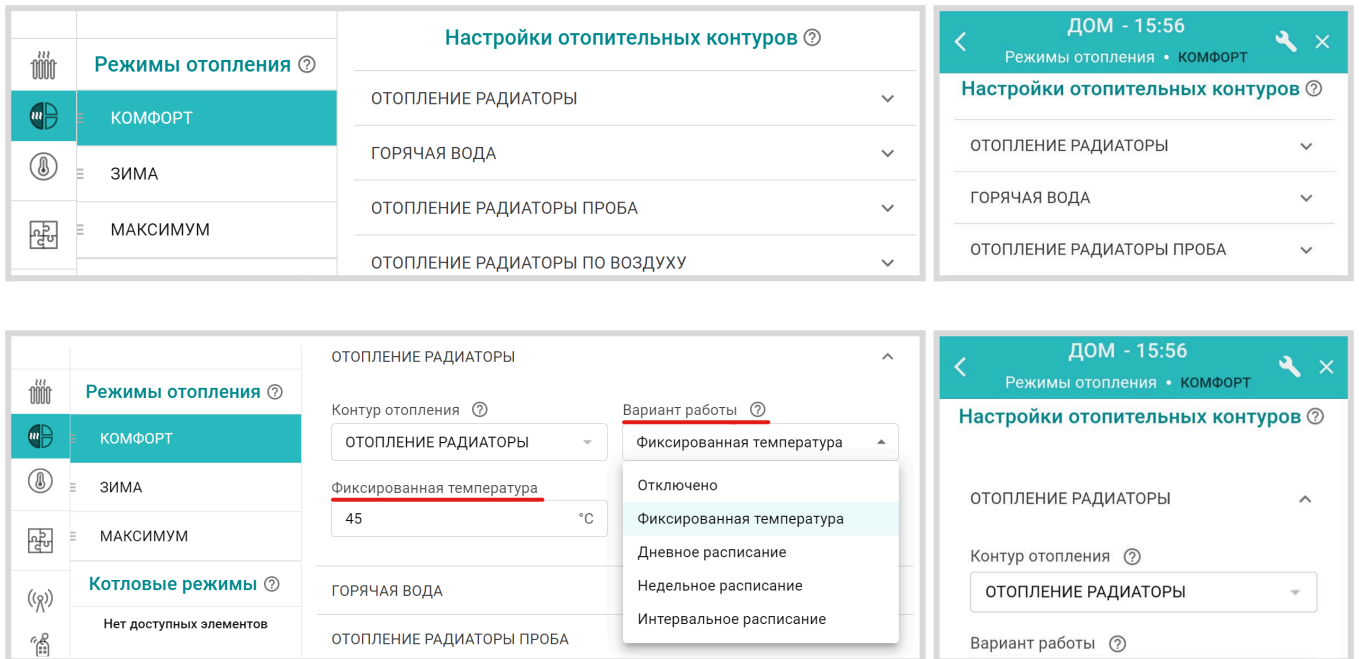 Режимы отопления
КОМФОРТ
ЗИМА
МАКСИМУМ
Настройки отопительных контуров
ОТОПЛЕНИЕ РАДИАТОРЫ
ГОРЯЧАЯ ВОДА
ОТОПЛЕНИЕ РАДИАТОРЫ ПРОБА
ОТОПЛЕНИЕ РАДИАТОРЫ ПО ВОЗДУХУ
ДОМ - 15:56
Режимы отопления • КОМФОРТ
Настройки отопительных контуров
ОТОПЛЕНИЕ РАДИАТОРЫ
ГОРЯЧАЯ ВОДА
ОТОПЛЕНИЕ РАДИАТОРЫ ПРОБА
Режимы отопления
КОМФОРТ
ЗИМА
МАКСИМУМ
Котловые режимы
Нет доступных элементов
ОТОПЛЕНИЕ РАДИАТОРЫ
Контур отопления
ОТОПЛЕНИЕ РАДИАТОРЫ
Вариант работы
Фиксированная температура
Фиксированная температура
45 °C
Отключено
Фиксированная температура
Дневное расписание
Недельное расписание
Интервальное расписание
ГОРЯЧАЯ ВОДА
ОТОПЛЕНИЕ РАДИАТОРЫ ПРОБА
ДОМ - 15:56
Режимы отопления • КОМФОРТ
Настройки отопительных контуров
ОТОПЛЕНИЕ РАДИАТОРЫ
Контур отопления
ОТОПЛЕНИЕ РАДИАТОРЫ
Вариант работы